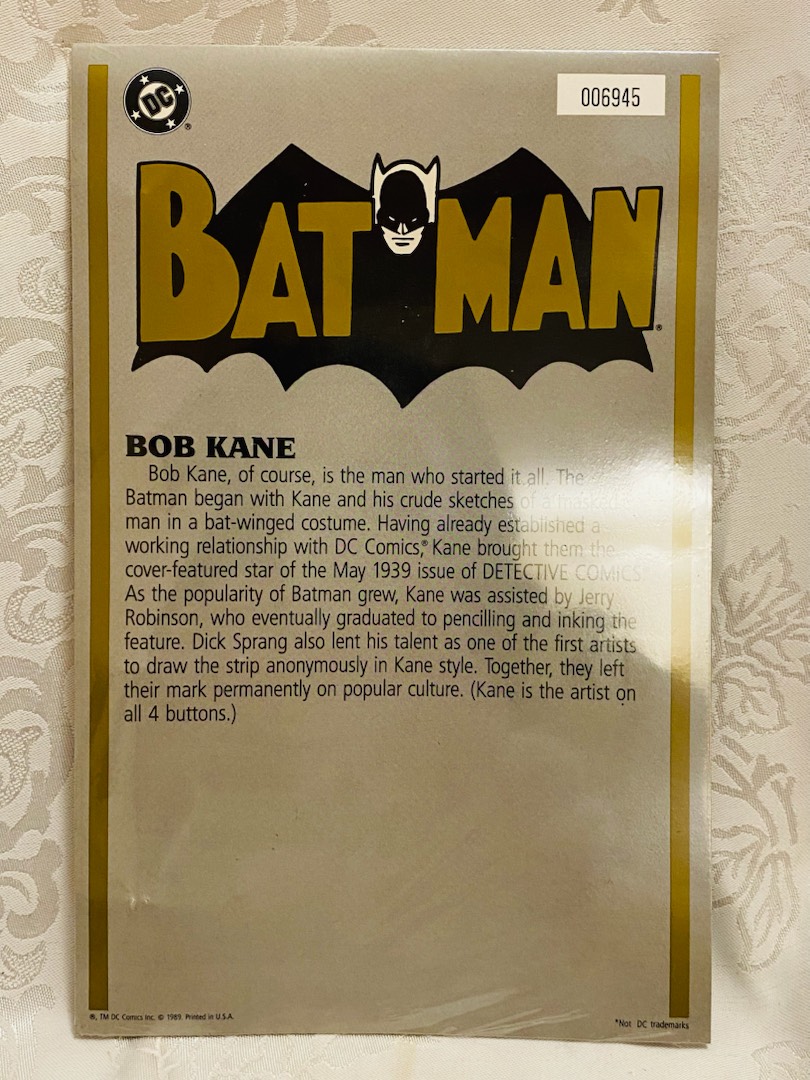 DC
®
006945
BATMAN®
BOB KANE
Bob Kane, of course, is the man who started it all. The
Batman began with Kane and his crude sketches of a
man in a bat-winged costume. Having already established a
working relationship with DC Comics,® Kane brought them the
cover-featured star of the May 1939 issue of DETECTIVE COMICS
As the popularity of Batman grew, Kane was assisted by Jerry
Robinson, who eventually graduated to pencilling and inking the
feature. Dick Sprang also lent his talent as one of the first artists
to draw the strip anonymously in Kane style. Together, they left
their mark permanently on popular culture. (Kane is the artist on
all 4 buttons.)
®, TM DC Comics Inc. © 1989. Printed in U.S.A.
*Not DC trademarks